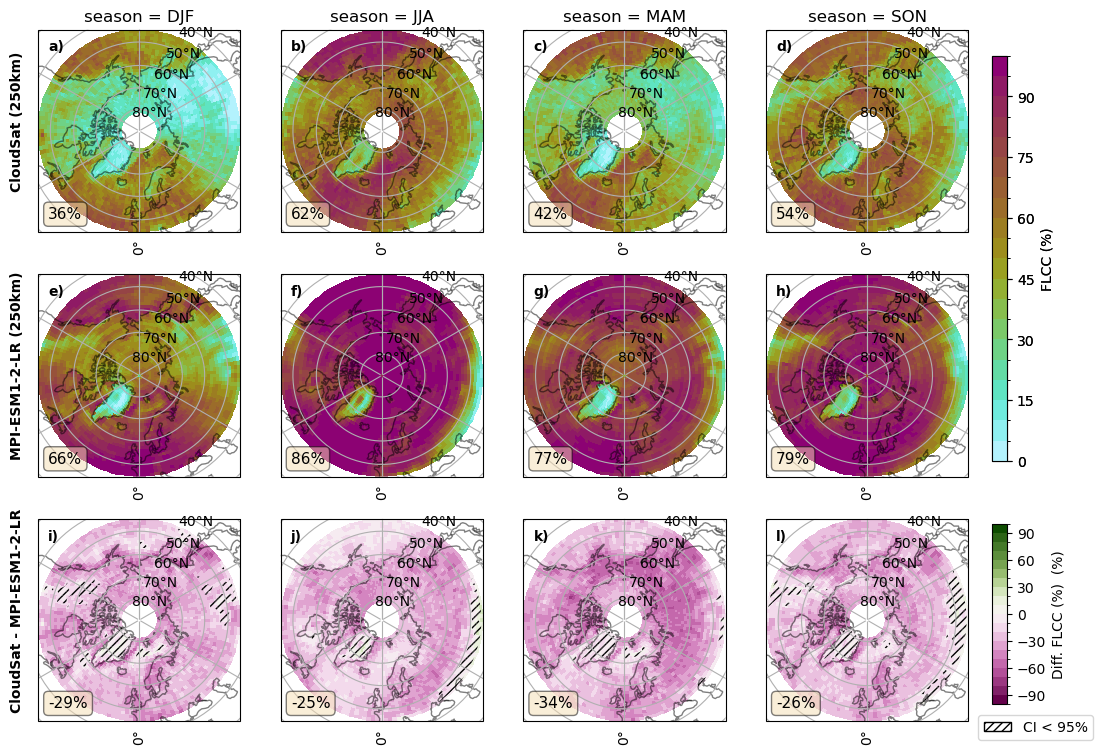 season = DJF
season = JJA
season = MAM
season = SON
CloudSat (250km)
a)
40°N
50°N
60°N
70°N
80°N
36%
0°
b)
40°N
50°N
60°N
70°N
80°N
62%
0°
c)
40°N
50°N
60°N
70°N
80°N
42%
0°
d)
40°N
50°N
60°N
70°N
80°N
54%
0°
MPI-ESM1-2-LR (250km)
e)
40°N
50°N
60°N
70°N
80°N
66%
0°
f)
40°N
50°N
60°N
70°N
80°N
86%
0°
g)
40°N
50°N
60°N
70°N
80°N
77%
0°
h)
40°N
50°N
60°N
70°N
80°N
79%
0°
90
75
60
45
30
15
0
FLCC (%)
CloudSat - MPI-ESM1-2-LR
i)
40°N
50°N
60°N
70°N
80°N
-29%
0°
j)
40°N
50°N
60°N
70°N
80°N
-25%
0°
k)
40°N
50°N
60°N
70°N
80°N
-34%
0°
l)
40°N
50°N
60°N
70°N
80°N
-26%
0°
90
60
30
0
−30
−60
−90
Diff. FLCC (%) (%)
CI < 95%